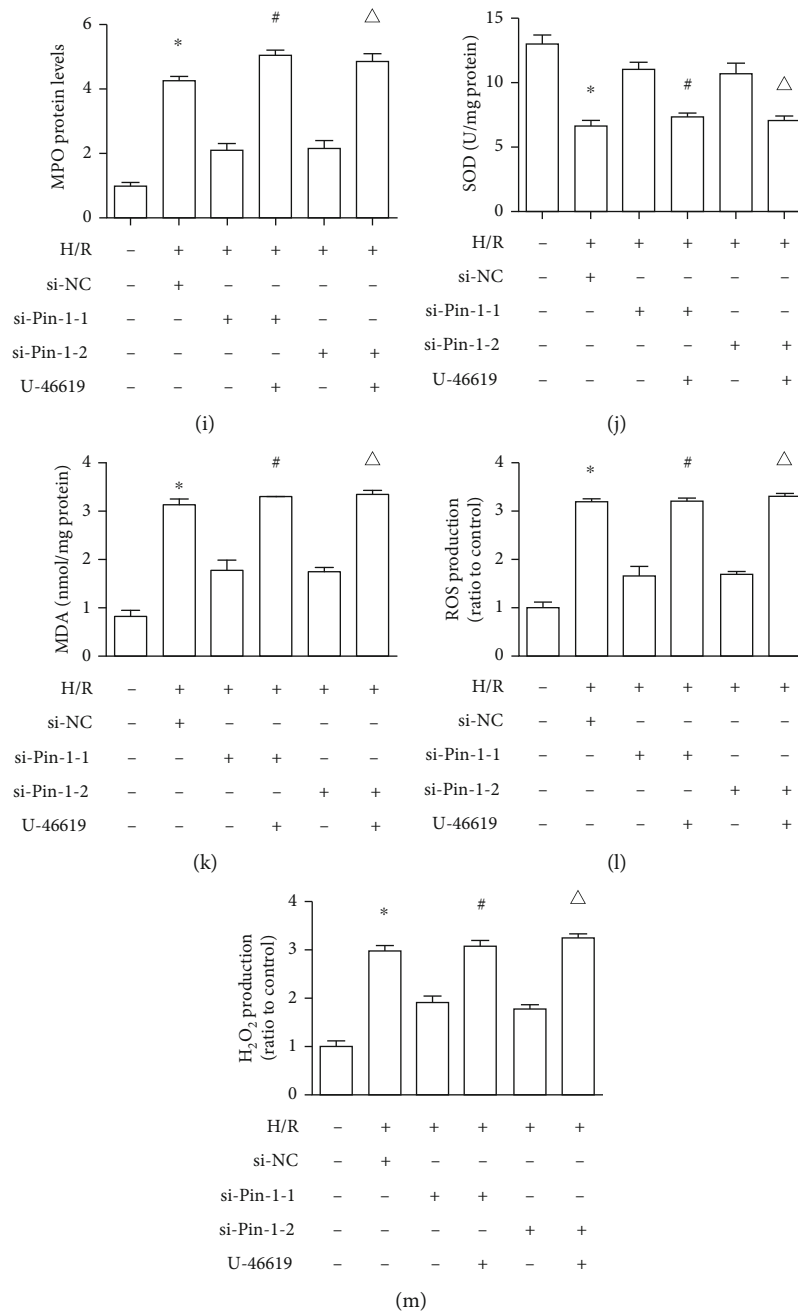 MPO protein levels
6
4
2
0
*
#
△
H/R – + + + + +
si-NC – + – – – –
si-Pin-1-1 – – + + – –
si-Pin-1-2 – – – – + +
U-46619 – – – + – +
(i)
SOD (U/mg protein)
15
10
5
0
*
#
△
H/R – + + + + +
si-NC – + – – – –
si-Pin-1-1 – – + + – –
si-Pin-1-2 – – – – + +
U-46619 – – – + – +
(j)
MDA (nmol/mg protein)
4
3
2
1
0
*
#
△
H/R – + + + + +
si-NC – + – – – –
si-Pin-1-1 – – + + – –
si-Pin-1-2 – – – – + +
U-46619 – – – + – +
(k)
ROS production
(ratio to control)
4
3
2
1
0
*
#
△
H/R – + + + + +
si-NC – + – – – –
si-Pin-1-1 – – + + – –
si-Pin-1-2 – – – – + +
U-46619 – – – + – +
(l)
H₂O₂ production
(ratio to control)
4
3
2
1
0
*
#
△
H/R – + + + + +
si-NC – + – – – –
si-Pin-1-1 – – + + – –
si-Pin-1-2 – – – – + +
U-46619 – – – + – +
(m)